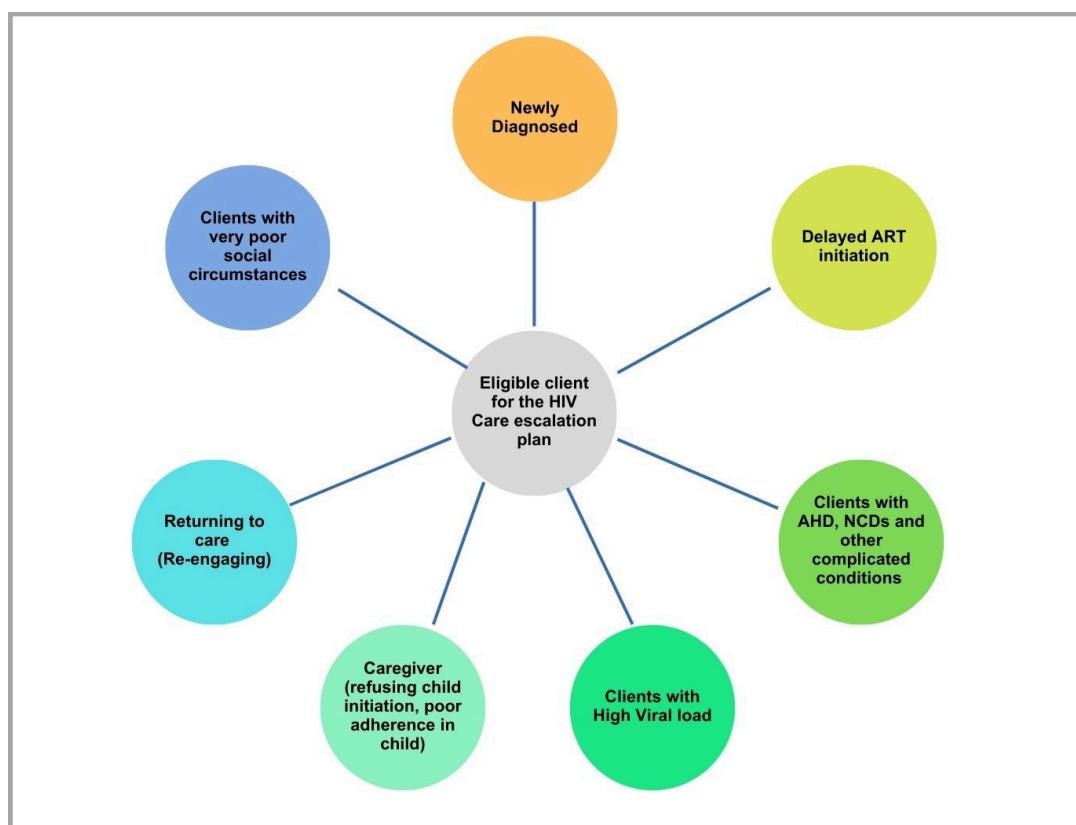 Newly
Diagnosed
Delayed ART
initiation
Clients with
AHD, NCDs and
other
complicated
conditions
Clients with
High Viral load
Caregiver
(refusing child
initiation, poor
adherence in
child)
Returning to
care
(Re-engaging)
Clients with
very poor
social
circumstances
Eligible client
for the HIV
Care escalation
plan